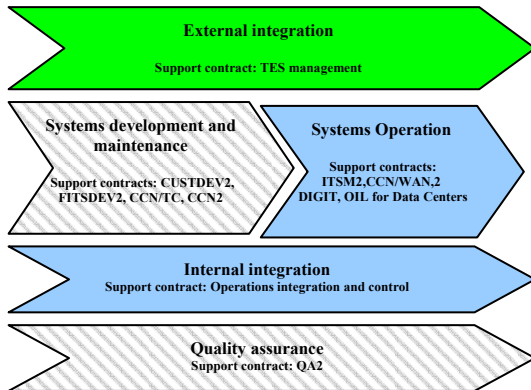 External integration
Support contract: TES management
Systems development and
maintenance
Support contracts: CUSTDEV2,
FITSDEV2, CCN/TC, CCN2
Systems Operation
Support contracts:
ITSM2,CCN/WAN,2
DIGIT, OIL for Data Centers
Internal integration
Support contract: Operations integration and control
Quality assurance
Support contract: QA2